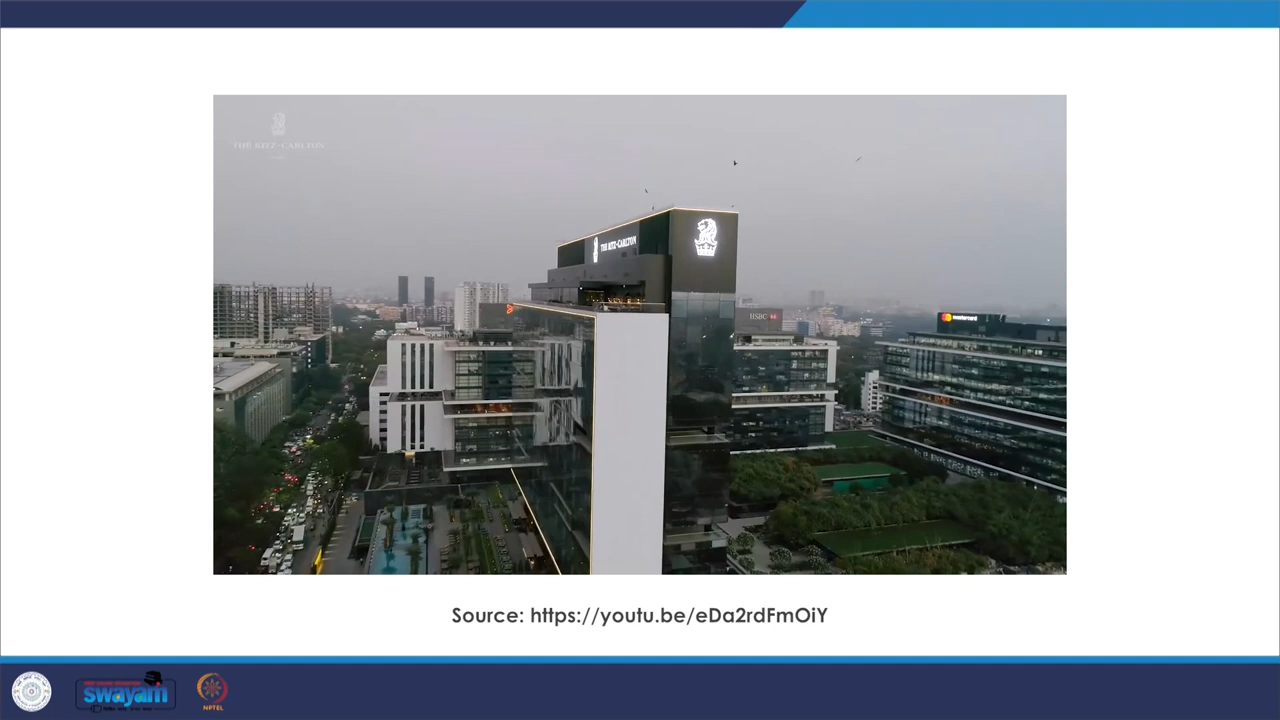 THE RITZ-CARLTON
THE RITZ-CARLTON
HSBC
mastercard
Source: https://youtu.be/eDa2rdFmOiY
swayam
NPTEL